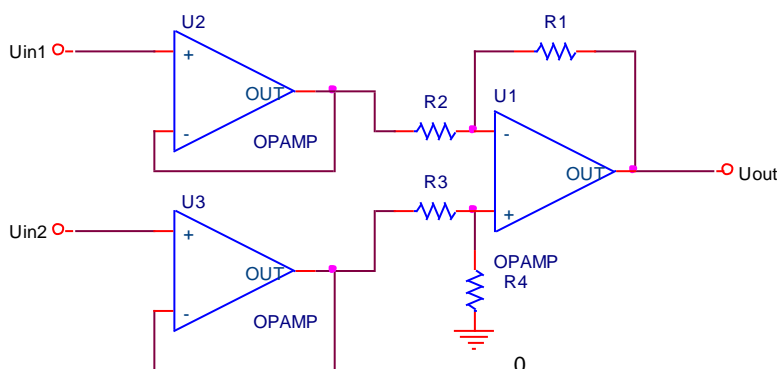 U2
R1
Uin1
+
OUT
R2
U1
-
OPAMP
-
OUT
Uout
R3
U3
+
Uin2
+
OUT
OPAMP
R4
-
OPAMP
0